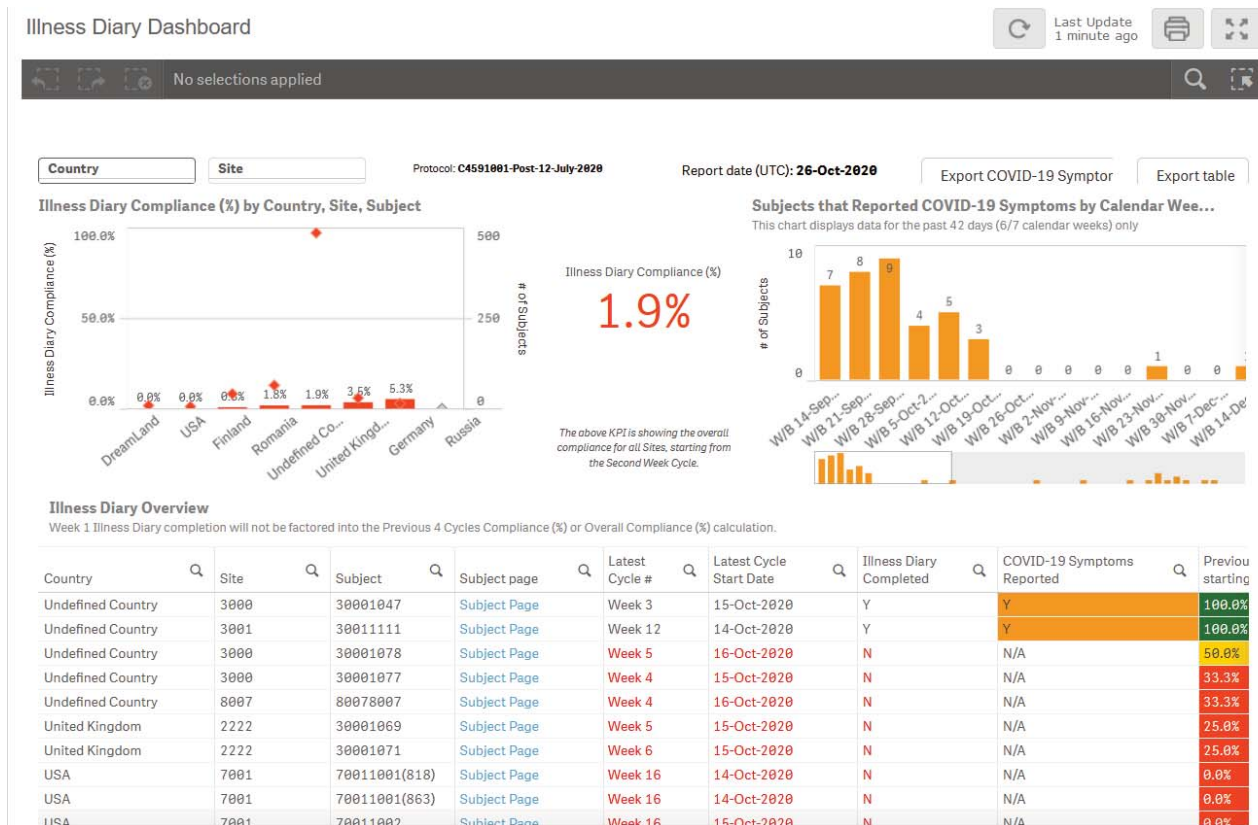 Illness Diary Dashboard
Last Update
1 minute ago
No selections applied
Country
Site
Protocol: C4591001-Post-12-July-2020
Report date (UTC): 26-Oct-2020
Export COVID-19 Symptor
Export table
Illness Diary Compliance (%) by Country, Site, Subject
100.0%
50.0%
0.0%
Illness Diary Compliance (%)
500
250
0
# of Subjects
0.0% 0.0% 0.8% 1.8% 1.9% 3.5% 5.3%
DreamLand
USA
Finland
Romania
Undefined Co...
United Kingd...
Germany
Russia
Illness Diary Compliance (%)
1.9%
The above KPI is showing the overall
compliance for all Sites, starting from
the Second Week Cycle.
Subjects that Reported COVID-19 Symptoms by Calendar Wee...
This chart displays data for the past 42 days (6/7 calendar weeks) only
10
0
# of Subjects
7 8 9 4 5 3 0 0 0 0 0 1 0 0
W/B 14-Sep...
W/B 21-Sep...
W/B 28-Sep...
W/B 5-Oct-2...
W/B 12-Oct...
W/B 19-Oct...
W/B 26-Oct...
W/B 2-Nov-...
W/B 9-Nov-...
W/B 16-Nov...
W/B 23-Nov...
W/B 30-Nov...
W/B 7-Dec-...
W/B 14-De
Illness Diary Overview
Week 1 Illness Diary completion will not be factored into the Previous 4 Cycles Compliance (%) or Overall Compliance (%) calculation.
Country Site Subject Subject page Latest Cycle # Latest Cycle Start Date Illness Diary Completed COVID-19 Symptoms Reported Previou starting
Undefined Country 3000 30001047 Subject Page Week 3 15-Oct-2020 Y Y 100.0%
Undefined Country 3001 30011111 Subject Page Week 12 14-Oct-2020 Y Y 100.0%
Undefined Country 3000 30001078 Subject Page Week 5 16-Oct-2020 N N/A 50.0%
Undefined Country 3000 30001077 Subject Page Week 4 15-Oct-2020 N N/A 33.3%
Undefined Country 8007 80078007 Subject Page Week 4 16-Oct-2020 N N/A 33.3%
United Kingdom 2222 30001069 Subject Page Week 5 15-Oct-2020 N N/A 25.0%
United Kingdom 2222 30001071 Subject Page Week 6 15-Oct-2020 N N/A 25.0%
USA 7001 70011001(818) Subject Page Week 16 14-Oct-2020 N N/A 0.0%
USA 7001 70011001(863) Subject Page Week 16 14-Oct-2020 N N/A 0.0%
USA 7001 70011002 Subject Page Week 16 15-Oct-2020 N N/A 0.0%